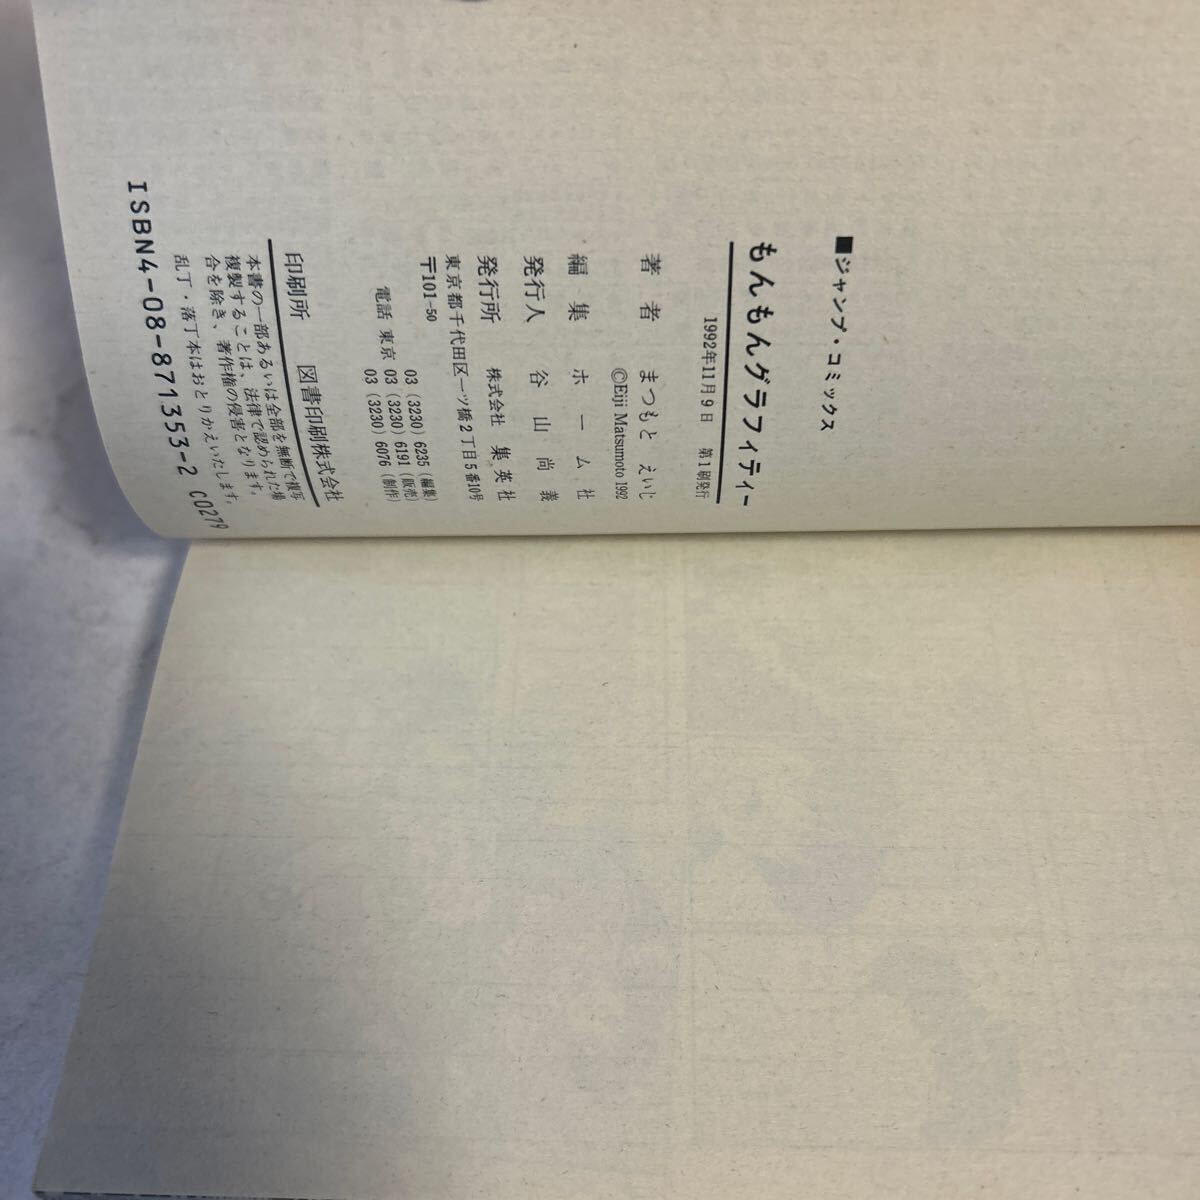 ■ジャンプ・コミックス
もんもんグラフィティー
1992年11月9日 第1刷発行
著者 まつもと えいじ
©Eiji Matsumoto 1992
編集 ホーム社
発行人 谷山尚義
発行所 株式会社 集英社
東京都千代田区一ツ橋2丁目5番10号
〒101-50
03 (3230) 6235 (編集)
電話 東京 03 (3230) 6191 (販売)
03 (3230) 6076 (制作)
印刷所 図書印刷株式会社
本書の一部あるいは全部を無断で複写
複製することは、法律で認められた場
合を除き、著作権の侵害となります。
乱丁・落丁本はおとりかえいたします。
ISBN4-08-871353-2 C0279